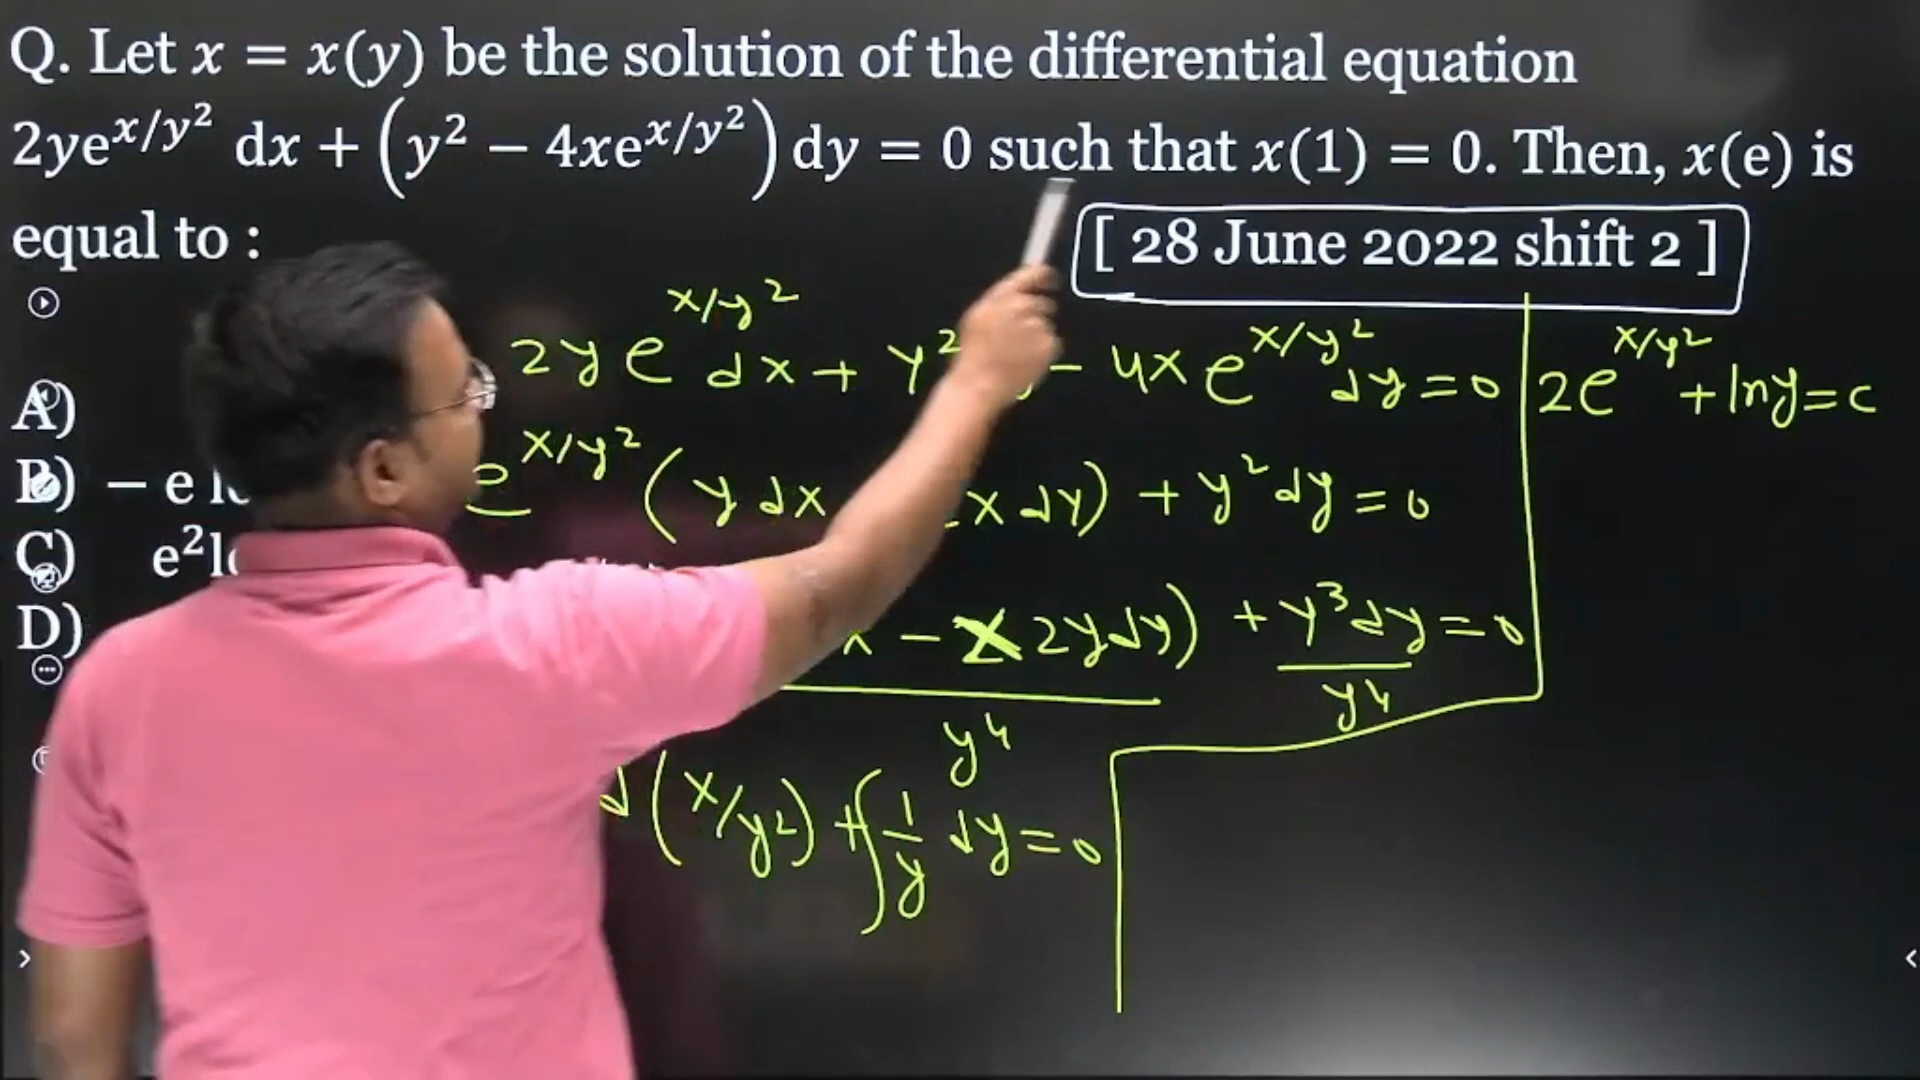 Q. Let x = x(y) be the solution of the differential equation
2ye^{x/y²} dx + (y² − 4xe^{x/y²}) dy = 0 such that x(1) = 0. Then, x(e) is
equal to :
[ 28 June 2022 shift 2 ]
2ye^{x/y²} dx + y² − 4x e^{x/y²} dy = 0
2e^{x/y²} + ln y = c
e^{x/y²} (y dx x dy) + y² dy = 0
A)
B) − e
C) e²
D)
− x 2y dy) + y³ dy = 0
y⁴
y⁴
d(x/y²) + ∫ 1/y dy = 0